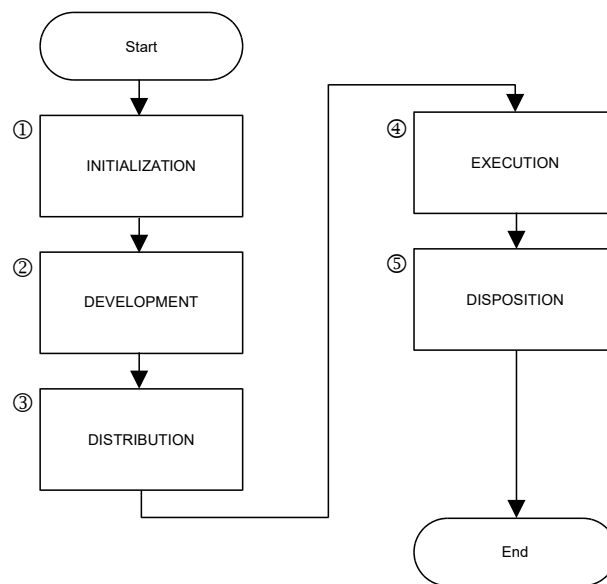 Start
① INITIALIZATION
② DEVELOPMENT
③ DISTRIBUTION
④ EXECUTION
⑤ DISPOSITION
End